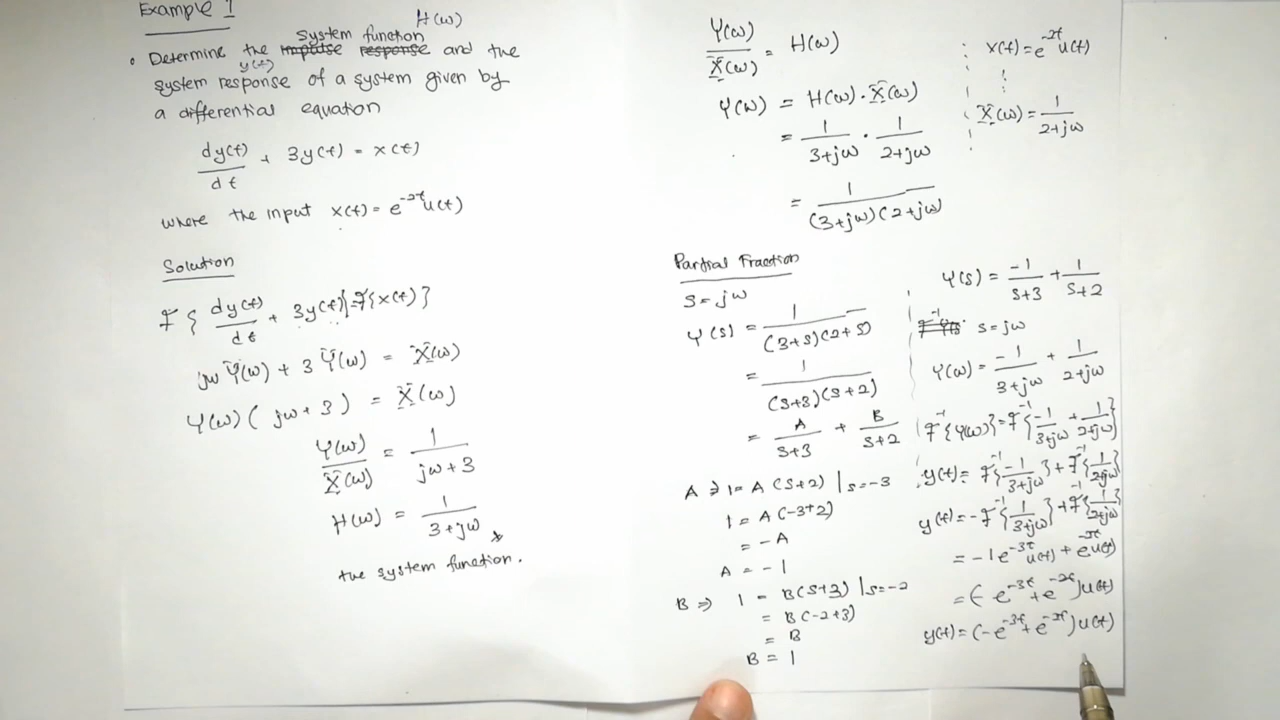 Example 1
H(ω)
system function
• Determine the impulse response and the
y(t)
system response of a system given by
a differential equation
dy(t)/dt + 3y(t) = x(t)
where the input x(t) = e^-2t u(t)
Solution
F{ dy(t)/dt + 3y(t)} = F{x(t)}
jω Y(ω) + 3 Y(ω) = X(ω)
Y(ω) ( jω + 3 ) = X(ω)
Y(ω)/X(ω) = 1/(jω + 3)
H(ω) = 1/(3+jω)
the system function.
Y(ω)/X(ω) = H(ω)
Y(ω) = H(ω) . X(ω)
= 1/(3+jω) . 1/(2+jω)
= 1/((3+jω)(2+jω))
x(t) = e^-2t u(t)
X(ω) = 1/(2+jω)
Partial Fraction
s = jω
Y(s) = 1/((3+s)(2+s))
= 1/((s+3)(s+2))
= A/(s+3) + B/(s+2)
A ⇒ 1 = A(s+2) | s=-3
1 = A(-3+2)
= -A
A = -1
B ⇒ 1 = B(s+3) | s=-2
= B(-2+3)
= B
B = 1
Y(s) = -1/(s+3) + 1/(s+2)
s = jω
Y(ω) = -1/(3+jω) + 1/(2+jω)
F^-1{Y(ω)} = F^-1{-1/(3+jω) + 1/(2+jω)}
y(t) = F^-1{-1/(3+jω)} + F^-1{1/(2+jω)}
y(t) = -F^-1{1/(3+jω)} + F^-1{1/(2+jω)}
= -1e^-3t u(t) + e^-2t u(t)
= (-e^-3t + e^-2t)u(t)
y(t) = (-e^-3t + e^-2t)u(t)